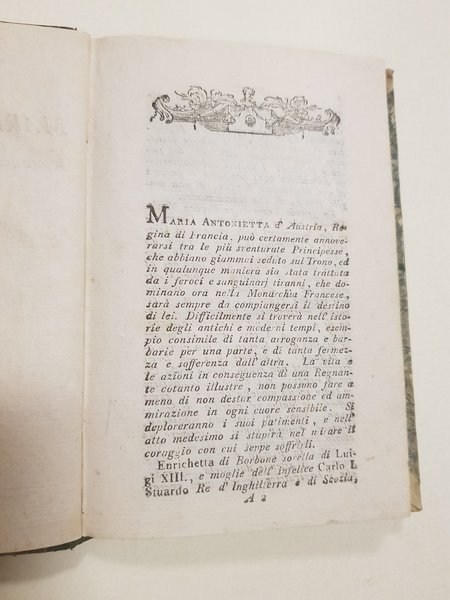 MARIA ANTONIETTA d'Austria, Re-
gina di Francia, può certamente annove-
rarsi tra le più sventurate Principesse,
che abbiano giammai seduto sul Trono, ed
in qualunque maniera sia stata trattata
da i feroci e sanguinarj tiranni, che do-
minano ora nella Monarchìa Francese,
sarà sempre da compiangersi il destino
di lei. Difficilmente si troverà nell'isto-
rie degli antichi e moderni tempi, esem-
pio consimile di tanta arroganza e bar-
barie per una parte, e di tanta fermez-
za e sofferenza dall'altra. La vita e
le azioni in conseguenza di una Regnan-
te cotanto illustre, non possono fare a
meno di non destar compassione ed am-
mirazione in ogni cuore sensibile. Si
deploreranno i suoi patimenti, e nell'
atto medesimo si stupirà nel mirare il
coraggio con cui seppe soffrirli.
Enrichetta di Borbone sorella di Lui-
gi XIII., e moglie dell'infelice Carlo I.
Stuardo Re d'Inghilterra e di Scozia,
A 2